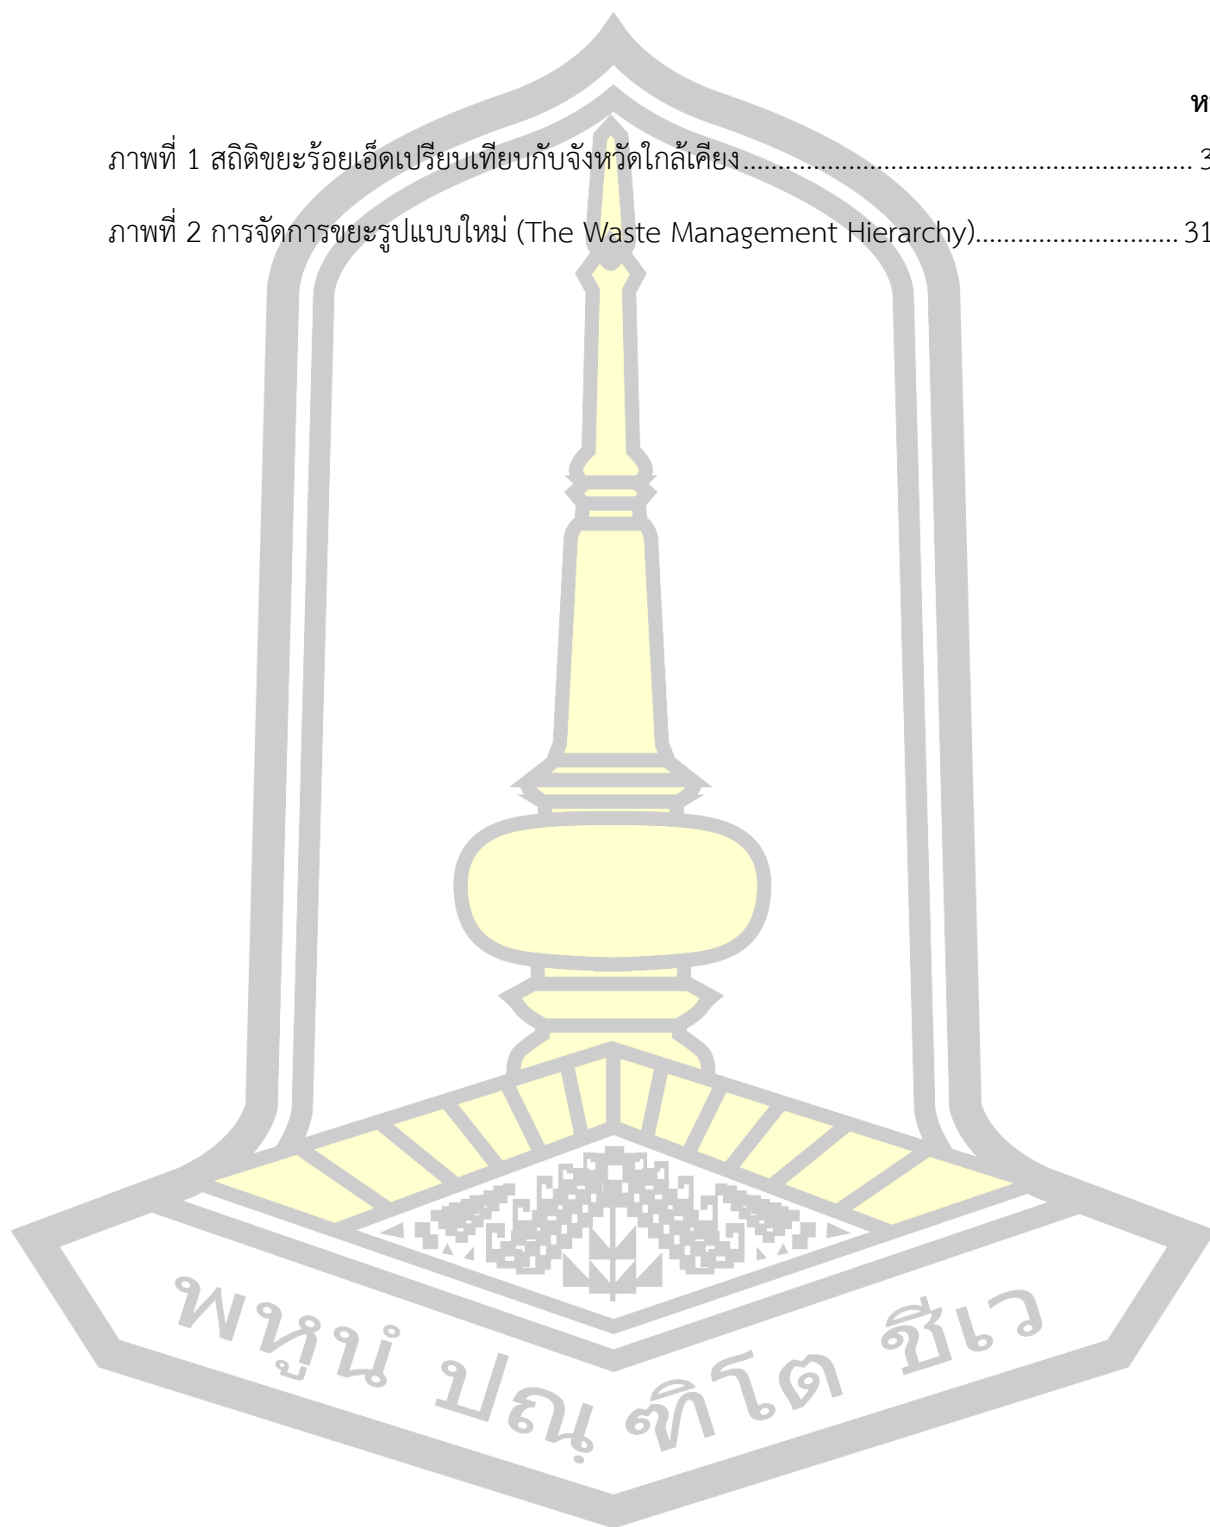 ภาพที่ 1 สถิติขยะร้อยเอ็ดเปรียบเทียบกับจังหวัดใกล้เคียง................................................................ 3
ภาพที่ 2 การจัดการขยะรูปแบบใหม่ (The Waste Management Hierarchy)............................. 31
พหูนํ ปณฺฑิโต ชีเว